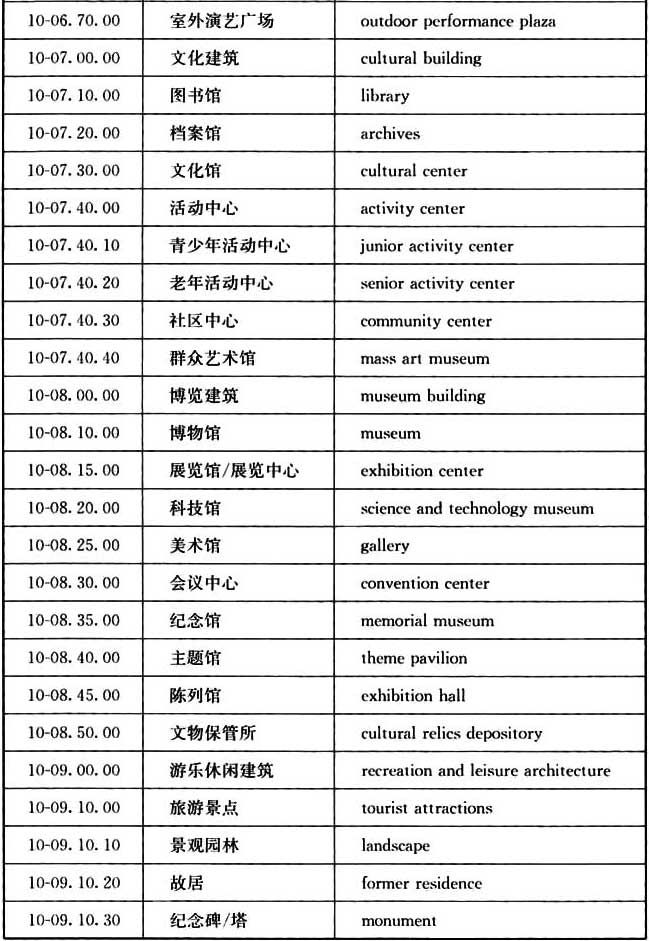 10-06. 70. 00 室外演艺广场 outdoor performance plaza
10-07. 00. 00 文化建筑 cultural building
10-07. 10. 00 图书馆 library
10-07. 20. 00 档案馆 archives
10-07. 30. 00 文化馆 cultural center
10-07. 40. 00 活动中心 activity center
10-07. 40. 10 青少年活动中心 junior activity center
10-07. 40. 20 老年活动中心 senior activity center
10-07. 40. 30 社区中心 community center
10-07. 40. 40 群众艺术馆 mass art museum
10-08. 00. 00 博览建筑 museum building
10-08. 10. 00 博物馆 museum
10-08. 15. 00 展览馆/展览中心 exhibition center
10-08. 20. 00 科技馆 science and technology museum
10-08. 25. 00 美术馆 gallery
10-08. 30. 00 会议中心 convention center
10-08. 35. 00 纪念馆 memorial museum
10-08. 40. 00 主题馆 theme pavilion
10-08. 45. 00 陈列馆 exhibition hall
10-08. 50. 00 文物保管所 cultural relics depository
10-09. 00. 00 游乐休闲建筑 recreation and leisure architecture
10-09. 10. 00 旅游景点 tourist attractions
10-09. 10. 10 景观园林 landscape
10-09. 10. 20 故居 former residence
10-09. 10. 30 纪念碑/塔 monument